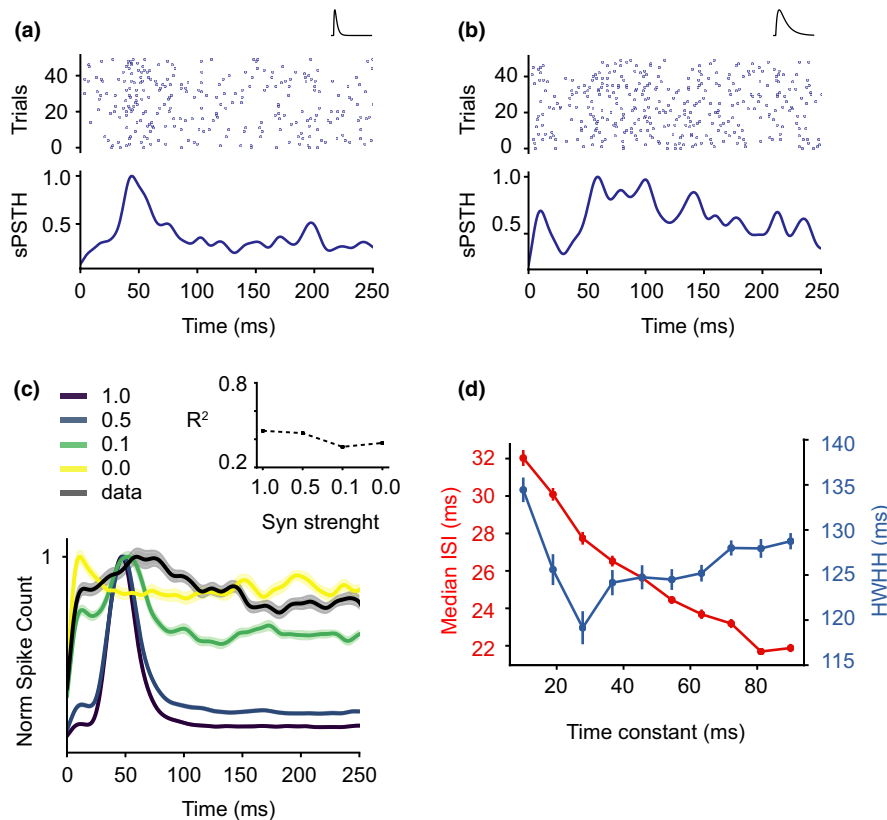 (a)
Trials
40
20
0
sPSTH
1.0
0.5
0 50 100 150 200 250
Time (ms)
(b)
Trials
40
20
0
sPSTH
1.0
0.5
0 50 100 150 200 250
Time (ms)
(c)
1.0
0.5
0.1
0.0
data
R²
0.8
0.2
1.0 0.5 0.1 0.0
Syn strenght
Norm Spike Count
1
0 50 100 150 200 250
Time (ms)
(d)
Median ISI (ms)
32
30
28
26
24
22
20 40 60 80
Time constant (ms)
140
135
130
125
120
115
HWHH (ms)